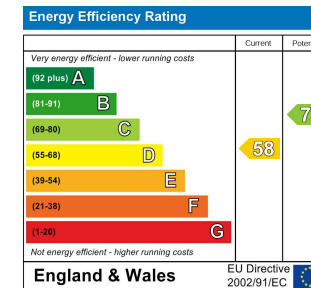 Energy Efficiency Rating
Current
Very energy efficient - lower running costs
(92 plus) A
(81-91) B
(69-80) C
(55-68) D
58
(39-54) E
(21-38) F
(1-20) G
Not energy efficient - higher running costs
England & Wales
EU Directive
2002/91/EC